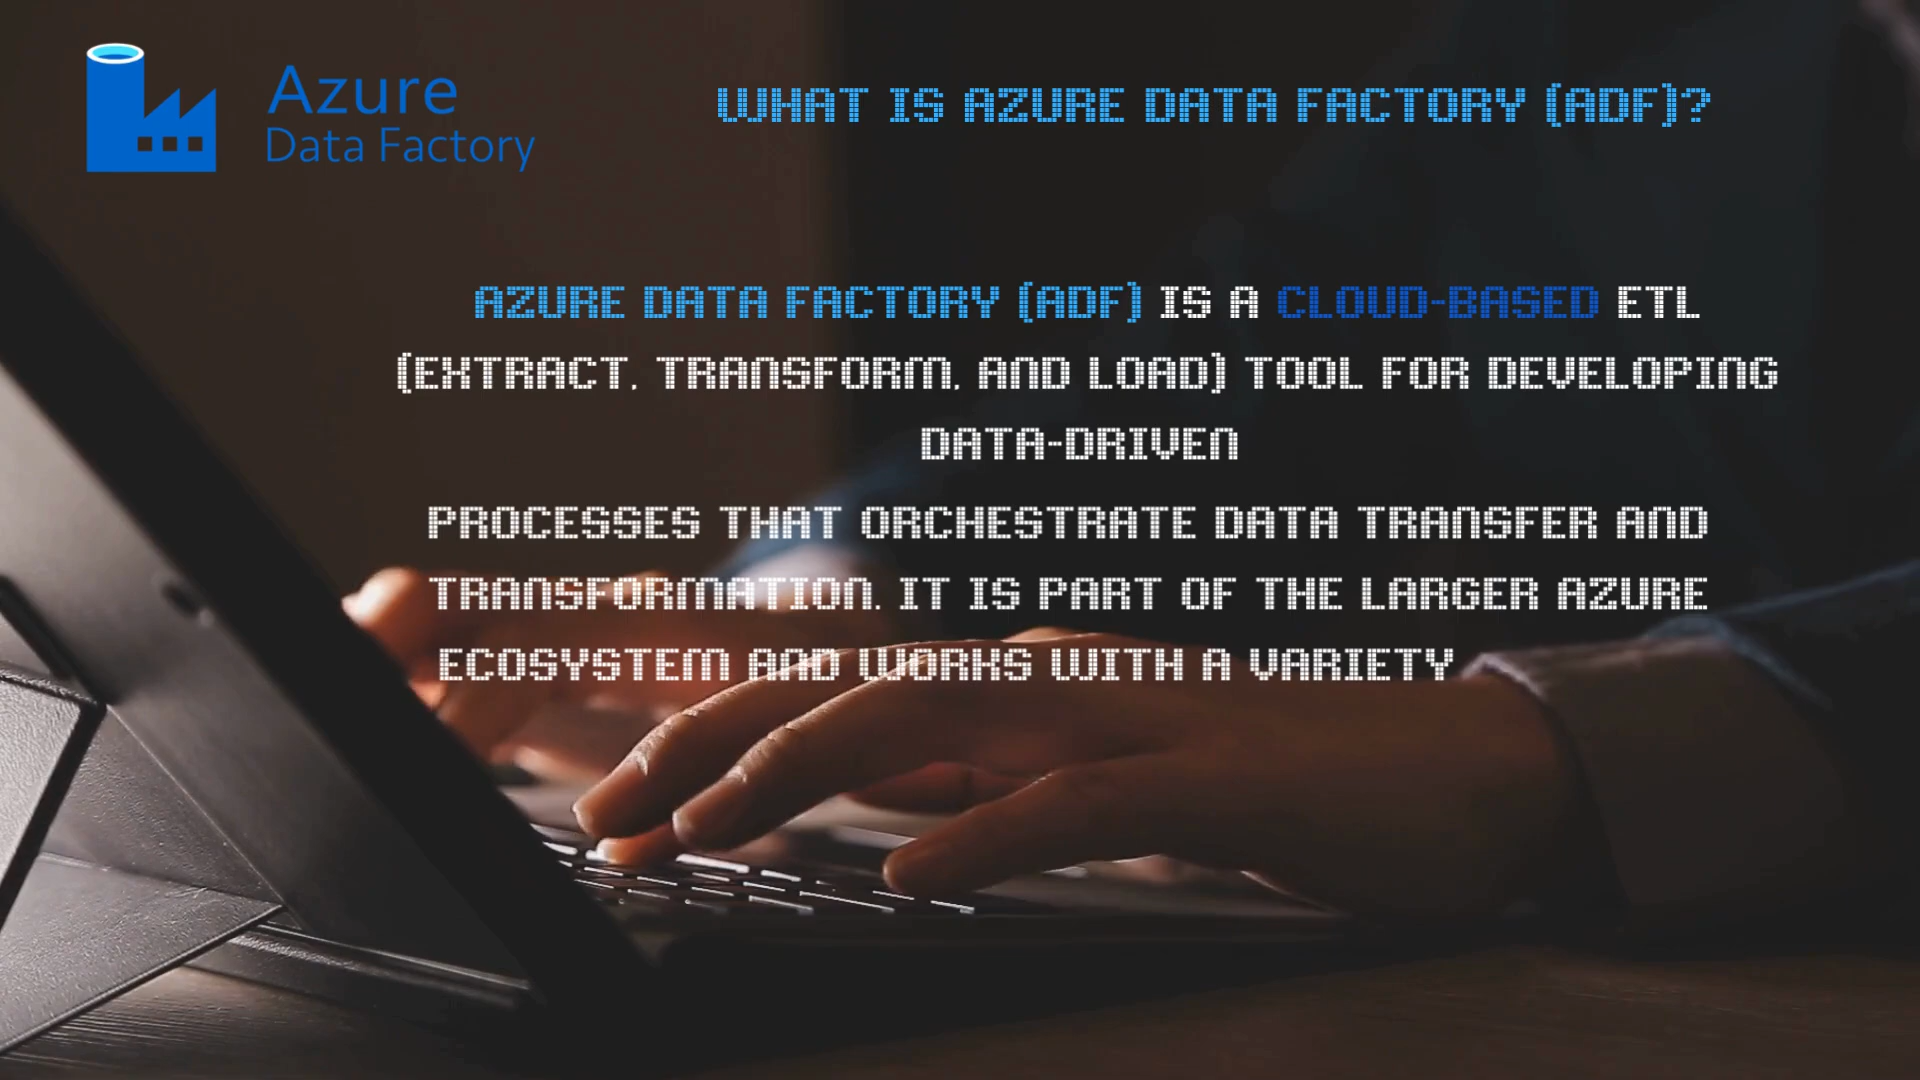 Azure
Data Factory
WHAT IS AZURE DATA FACTORY (ADF)?
AZURE DATA FACTORY (ADF) IS A CLOUD-BASED ETL
(EXTRACT, TRANSFORM, AND LOAD) TOOL FOR DEVELOPING
DATA-DRIVEN
PROCESSES THAT ORCHESTRATE DATA TRANSFER AND
TRANSFORMATION. IT IS PART OF THE LARGER AZURE
ECOSYSTEM AND WORKS WITH A VARIETY